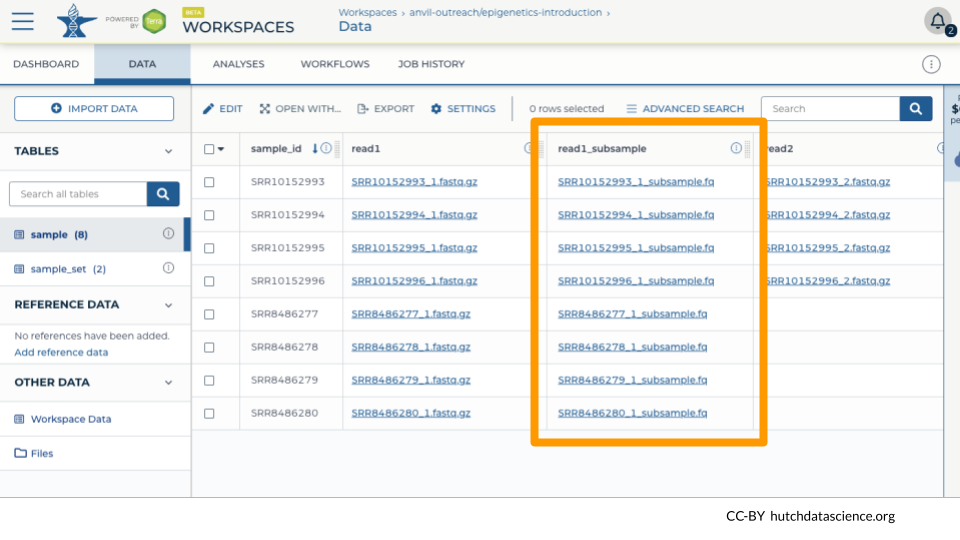 POWERED BY Terra
BETA
WORKSPACES
Workspaces › anvil-outreach/epigenetics-introduction ›
Data
2
DASHBOARD DATA ANALYSES WORKFLOWS JOB HISTORY
IMPORT DATA
EDIT OPEN WITH... EXPORT SETTINGS 0 rows selected ADVANCED SEARCH Search
TABLES
Search all tables
sample (8)
sample_set (2)
REFERENCE DATA
No references have been added.
Add reference data
OTHER DATA
Workspace Data
Files
sample_id read1 read1_subsample read2
SRR10152993 SRR10152993_1.fastq.gz SRR10152993_1_subsample.fq SRR10152993_2.fastq.gz
SRR10152994 SRR10152994_1.fastq.gz SRR10152994_1_subsample.fq SRR10152994_2.fastq.gz
SRR10152995 SRR10152995_1.fastq.gz SRR10152995_1_subsample.fq SRR10152995_2.fastq.gz
SRR10152996 SRR10152996_1.fastq.gz SRR10152996_1_subsample.fq SRR10152996_2.fastq.gz
SRR8486277 SRR8486277_1.fastq.gz SRR8486277_1_subsample.fq
SRR8486278 SRR8486278_1.fastq.gz SRR8486278_1_subsample.fq
SRR8486279 SRR8486279_1.fastq.gz SRR8486279_1_subsample.fq
SRR8486280 SRR8486280_1.fastq.gz SRR8486280_1_subsample.fq
CC-BY hutchdatascience.org